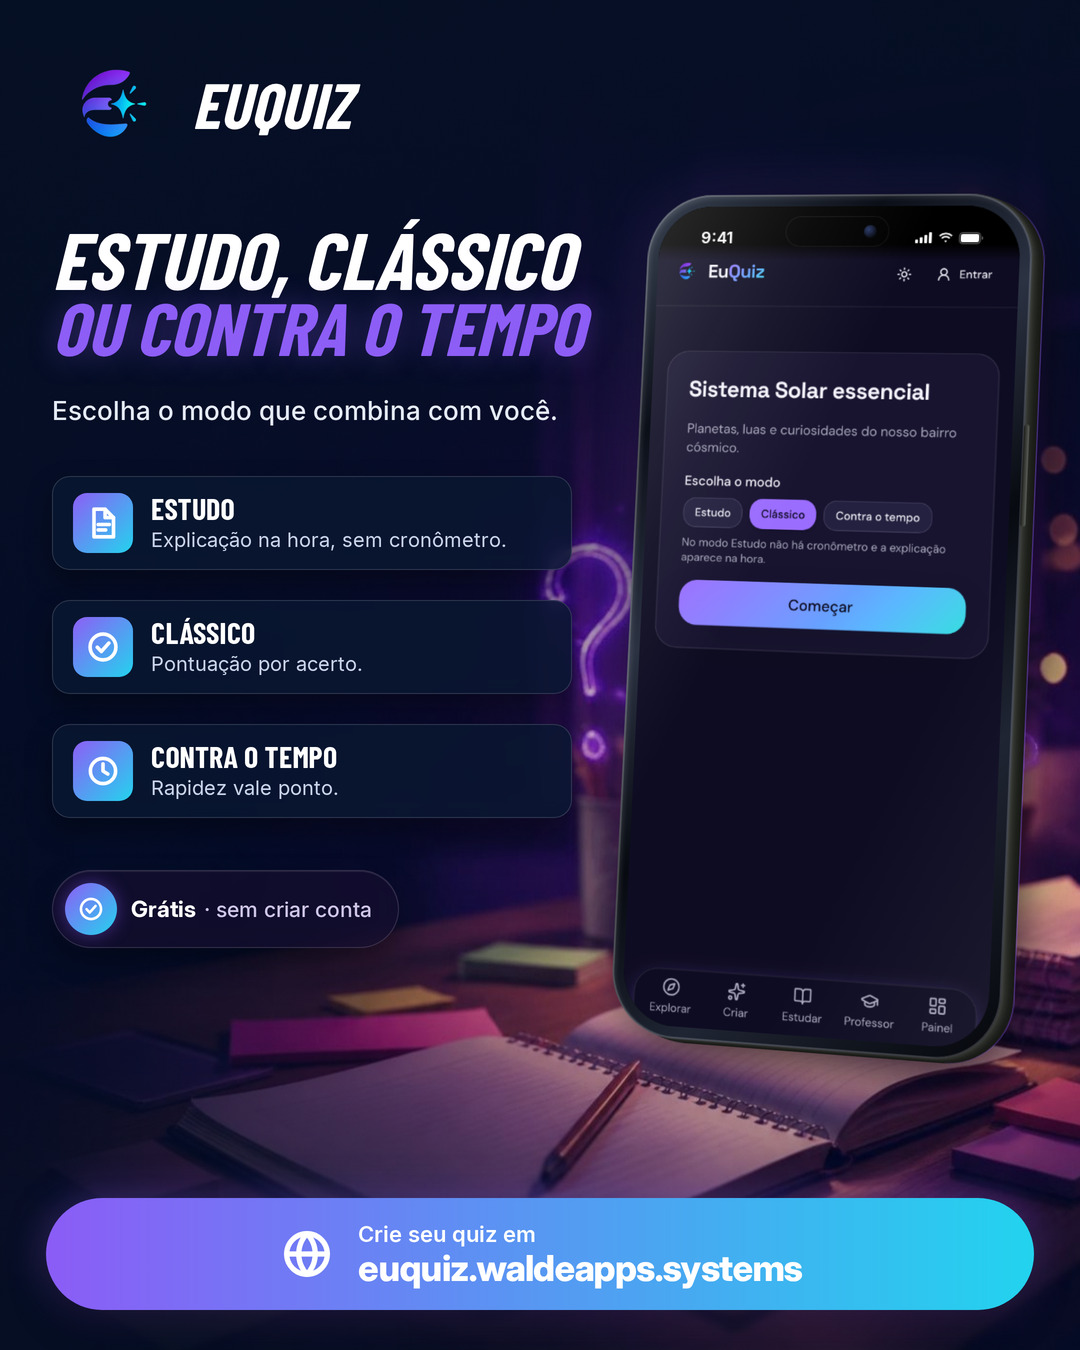 EUQUIZ
ESTUDO, CLÁSSICO
OU CONTRA O TEMPO
Escolha o modo que combina com você.
ESTUDO
Explicação na hora, sem cronômetro.
CLÁSSICO
Pontuação por acerto.
CONTRA O TEMPO
Rapidez vale ponto.
Grátis · sem criar conta
9:41
EuQuiz
Entrar
Sistema Solar essencial
Planetas, luas e curiosidades do nosso bairro
cósmico.
Escolha o modo
Estudo Clássico Contra o tempo
No modo Estudo não há cronômetro e a explicação
aparece na hora.
Começar
Explorar Criar Estudar Professor Painel
Crie seu quiz em
euquiz.waldeapps.systems